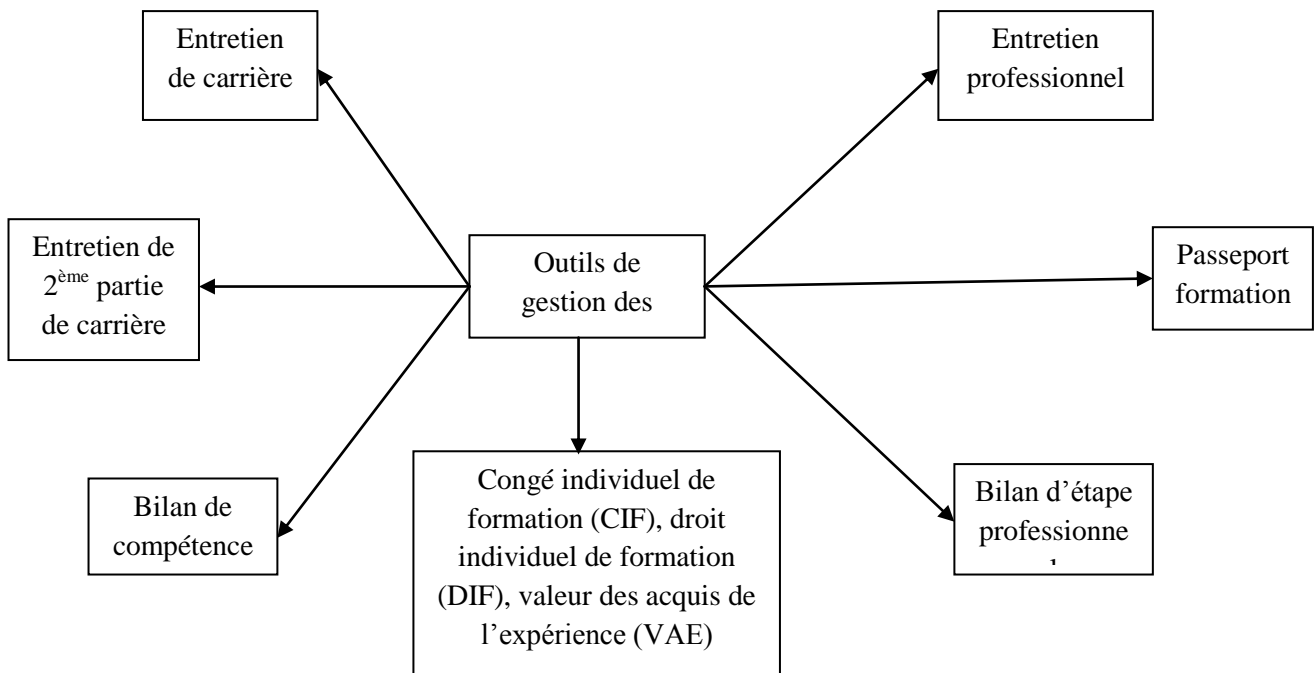 Entretien
de carrière
Entretien
professionnel
Entretien de
2ème partie
de carrière
Outils de
gestion des
Passeport
formation
Bilan de
compétence
Congé individuel de
formation (CIF), droit
individuel de formation
(DIF), valeur des acquis de
l’expérience (VAE)
Bilan d’étape
professionne